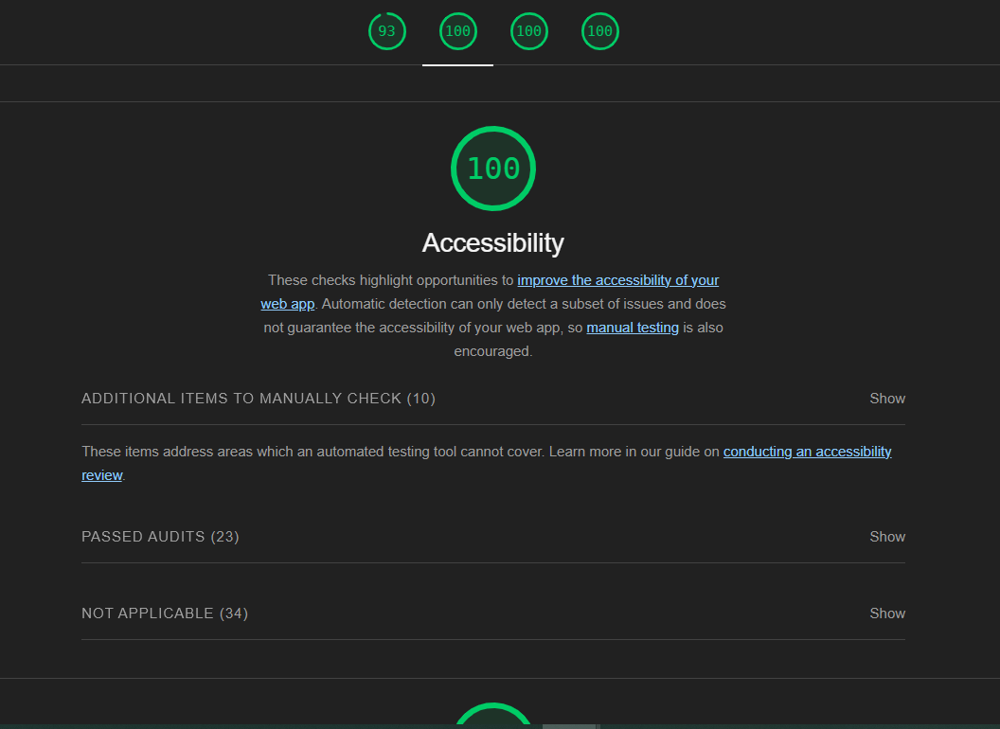 93
100
100
100
100
Accessibility
These checks highlight opportunities to improve the accessibility of your
web app. Automatic detection can only detect a subset of issues and does
not guarantee the accessibility of your web app, so manual testing is also
encouraged.
ADDITIONAL ITEMS TO MANUALLY CHECK (10)
Show
These items address areas which an automated testing tool cannot cover. Learn more in our guide on conducting an accessibility
review.
PASSED AUDITS (23)
Show
NOT APPLICABLE (34)
Show